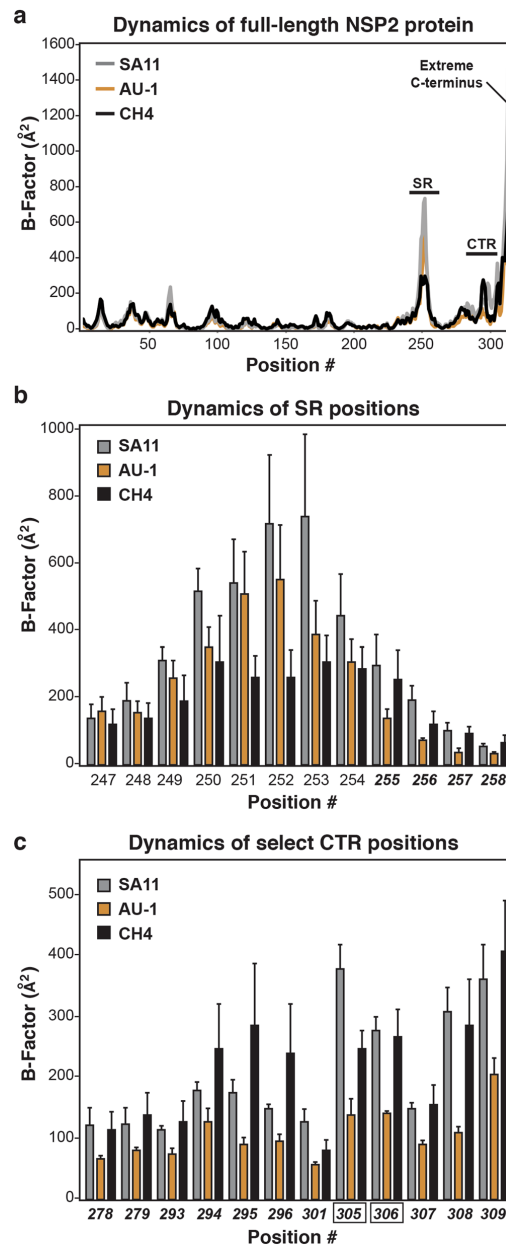 a
Dynamics of full-length NSP2 protein
1600
1400
1200
1000
800
600
400
200
0
B-Factor (Å²)
SA11
AU-1
CH4
Extreme
C-terminus
SR
CTR
50 100 150 200 250 300
Position #
b
Dynamics of SR positions
1000
800
600
400
200
0
B-Factor (Å²)
SA11
AU-1
CH4
247 248 249 250 251 252 253 254 255 256 257 258
Position #
c
Dynamics of select CTR positions
500
400
300
200
100
0
B-Factor (Å²)
SA11
AU-1
CH4
278 279 293 294 295 296 301 305 306 307 308 309
Position #